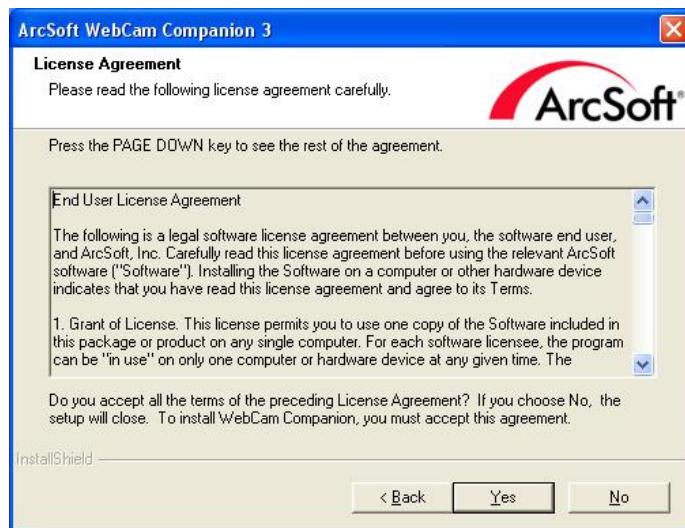 ArcSoft WebCam Companion 3
License Agreement
Please read the following license agreement carefully.
ArcSoft®
Press the PAGE DOWN key to see the rest of the agreement.
End User License Agreement
The following is a legal software license agreement between you, the software end user,
and ArcSoft, Inc. Carefully read this license agreement before using the relevant ArcSoft
software ("Software"). Installing the Software on a computer or other hardware device
indicates that you have read this license agreement and agree to its Terms.
1. Grant of License. This license permits you to use one copy of the Software included in
this package or product on any single computer. For each software licensee, the program
can be "in use" on only one computer or hardware device at any given time. The
Do you accept all the terms of the preceding License Agreement? If you choose No, the
setup will close. To install WebCam Companion, you must accept this agreement.
InstallShield
< Back
Yes
No